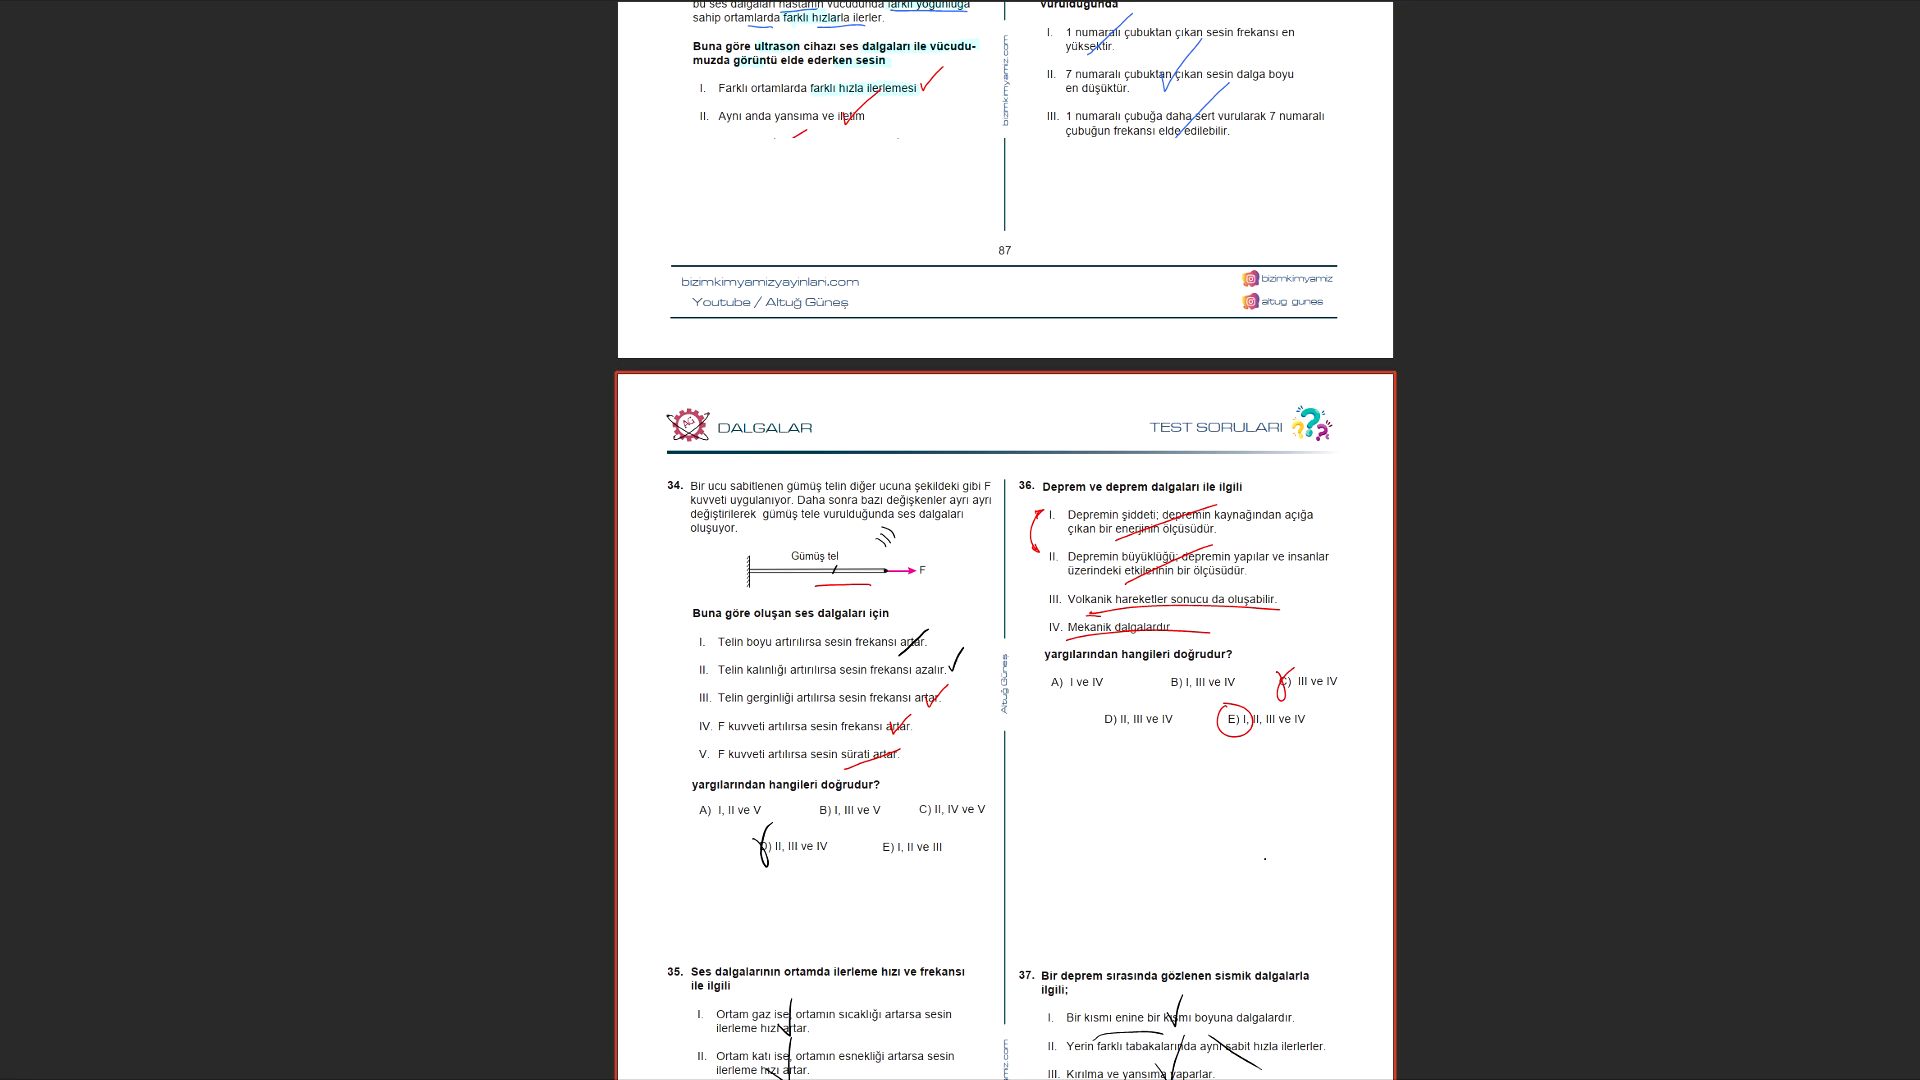 bu ses dalgaları hastanın vücudunda farklı yoğunluğa
sahip ortamlarda farklı hızlarla ilerler.
Buna göre ultrason cihazı ses dalgaları ile vücudu-
muzda görüntü elde ederken sesin
I. Farklı ortamlarda farklı hızla ilerlemesi
II. Aynı anda yansıma ve iletim
bizimkimyamiz.com
vurulduğunda
I. 1 numaralı çubuktan çıkan sesin frekansı en
yüksektir.
II. 7 numaralı çubuktan çıkan sesin dalga boyu
en düşüktür.
III. 1 numaralı çubuğa daha sert vurularak 7 numaralı
çubuğun frekansı elde edilebilir.
87
bizimkimyamizyayinlari.com
Youtube / Altuğ Güneş
bizimkimyamiz
altug gunes
AG
DALGALAR
TEST SORULARI
34. Bir ucu sabitlenen gümüş telin diğer ucuna şekildeki gibi F
kuvveti uygulanıyor. Daha sonra bazı değişkenler ayrı ayrı
değiştirilerek gümüş tele vurulduğunda ses dalgaları
oluşuyor.
Gümüş tel
F
Buna göre oluşan ses dalgaları için
I. Telin boyu artırılırsa sesin frekansı artar.
II. Telin kalınlığı artırılırsa sesin frekansı azalır.
III. Telin gerginliği artılırsa sesin frekansı artar.
IV. F kuvveti artılırsa sesin frekansı artar.
V. F kuvveti artılırsa sesin sürati artar.
yargılarından hangileri doğrudur?
A) I, II ve V
B) I, III ve V
C) II, IV ve V
D) II, III ve IV
E) I, II ve III
35. Ses dalgalarının ortamda ilerleme hızı ve frekansı
ile ilgili
I. Ortam gaz ise, ortamın sıcaklığı artarsa sesin
ilerleme hızı artar.
II. Ortam katı ise, ortamın esnekliği artarsa sesin
ilerleme hızı artar.
Altuğ Güneş
36. Deprem ve deprem dalgaları ile ilgili
I. Depremin şiddeti; depremin kaynağından açığa
çıkan bir enerjinin ölçüsüdür.
II. Depremin büyüklüğü; depremin yapılar ve insanlar
üzerindeki etkilerinin bir ölçüsüdür.
III. Volkanik hareketler sonucu da oluşabilir.
IV. Mekanik dalgalardır.
yargılarından hangileri doğrudur?
A) I ve IV
B) I, III ve IV
C) III ve IV
D) II, III ve IV
E) I, II, III ve IV
37. Bir deprem sırasında gözlenen sismik dalgalarla
ilgili;
I. Bir kısmı enine bir kısmı boyuna dalgalardır.
II. Yerin farklı tabakalarında aynı sabit hızla ilerlerler.
III. Kırılma ve yansıma yaparlar.
miz.com